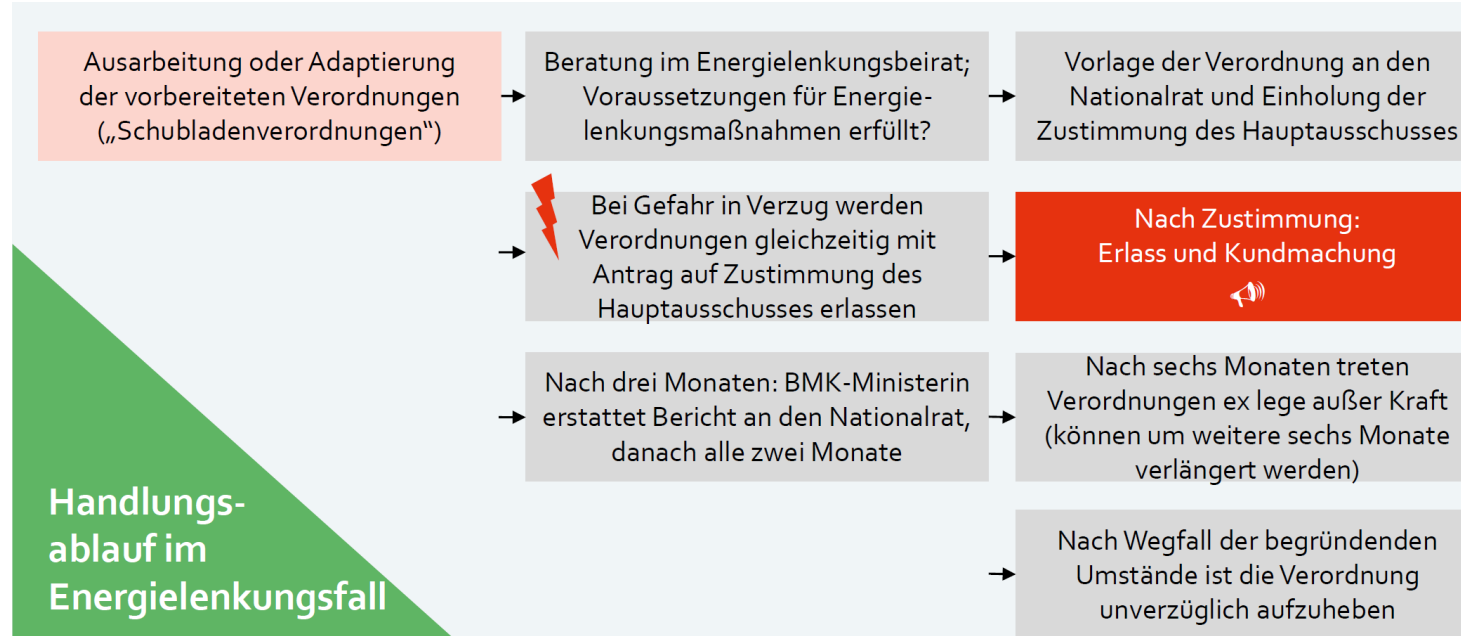 Ausarbeitung oder Adaptierung
der vorbereiteten Verordnungen
(„Schubladenverordnungen“)
Beratung im Energielenkungsbeirat;
Voraussetzungen für Energie-
lenkungsmaßnahmen erfüllt?
Vorlage der Verordnung an den
Nationalrat und Einholung der
Zustimmung des Hauptausschusses
Bei Gefahr in Verzug werden
Verordnungen gleichzeitig mit
Antrag auf Zustimmung des
Hauptausschusses erlassen
Nach Zustimmung:
Erlass und Kundmachung
Nach drei Monaten: BMK-Ministerin
erstattet Bericht an den Nationalrat,
danach alle zwei Monate
Nach sechs Monaten treten
Verordnungen ex lege außer Kraft
(können um weitere sechs Monate
verlängert werden)
Nach Wegfall der begründenden
Umstände ist die Verordnung
unverzüglich aufzuheben
Handlungs-
ablauf im
Energielenkungsfall